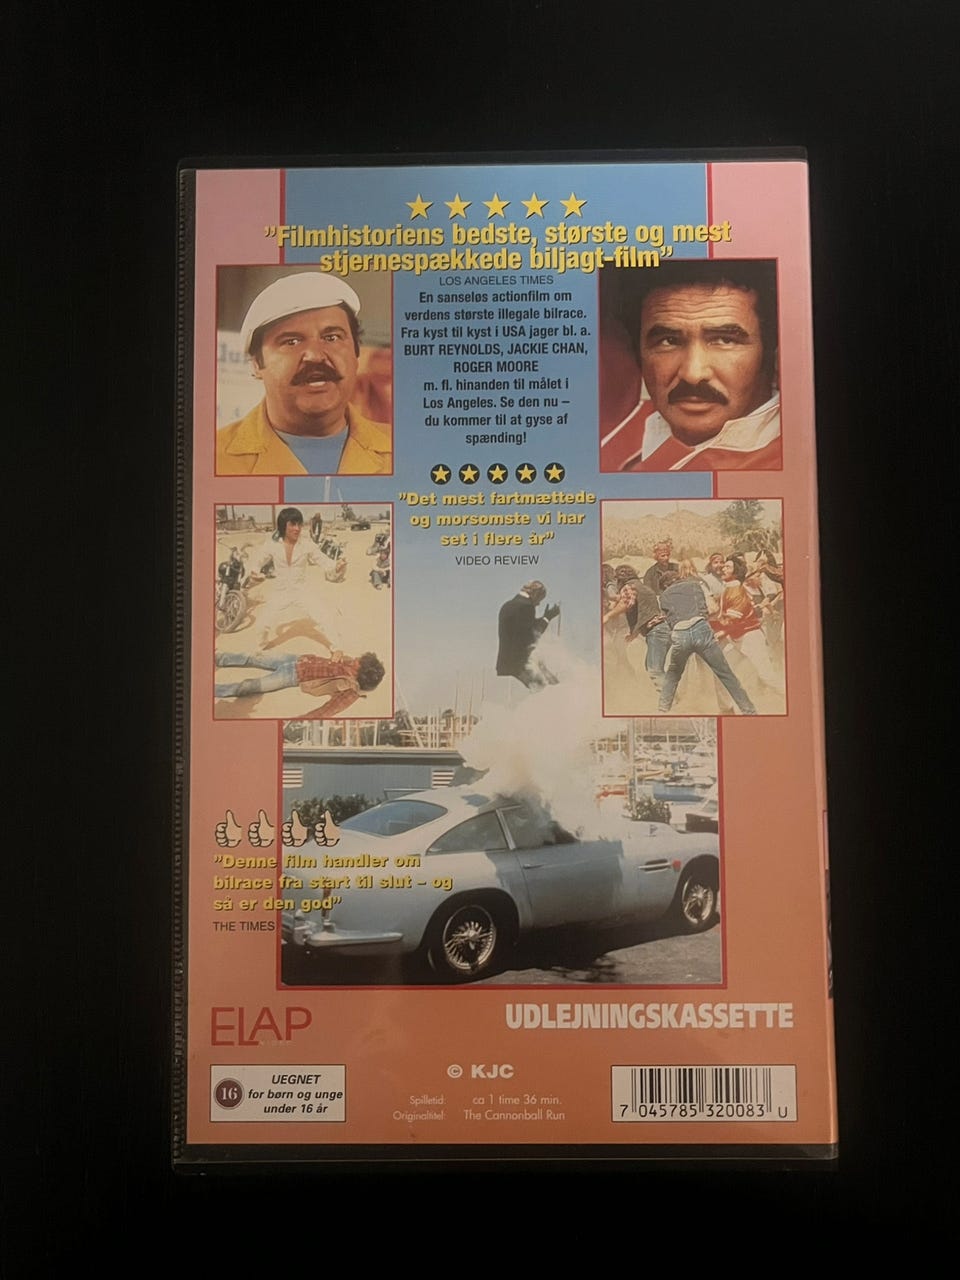 "Filmhistoriens bedste, største og mest
stjernespækkede biljagt-film"
LOS ANGELES TIMES
En sanseløs actionfilm om
verdens største illegale bilrace.
Fra kyst til kyst i USA jager bl. a.
BURT REYNOLDS, JACKIE CHAN,
ROGER MOORE
m. fl. hinanden til målet i
Los Angeles. Se den nu –
du kommer til at gyse af
spænding!
"Det mest fartmættede
og morsomste vi har
set i flere år"
VIDEO REVIEW
"Denne film handler om
bilrace fra start til slut – og
så er den god"
THE TIMES
ELAP
VIDEO
UDLEJNINGSKASSETTE
16
UEGNET
for børn og unge
under 16 år
© KJC
Spilletid: ca 1 time 36 min.
Originaltitel: The Cannonball Run
7 045785 320083 U